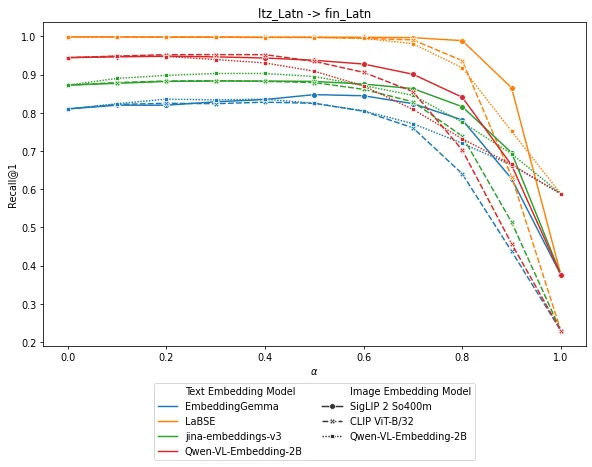 ltz_Latn -> fin_Latn
Recall@1
1.0
0.9
0.8
0.7
0.6
0.5
0.4
0.3
0.2
0.0
0.2
0.4
0.6
0.8
1.0
α
Text Embedding Model
EmbeddingGemma
LaBSE
jina-embeddings-v3
Qwen-VL-Embedding-2B
Image Embedding Model
SigLIP 2 So400m
CLIP ViT-B/32
Qwen-VL-Embedding-2B